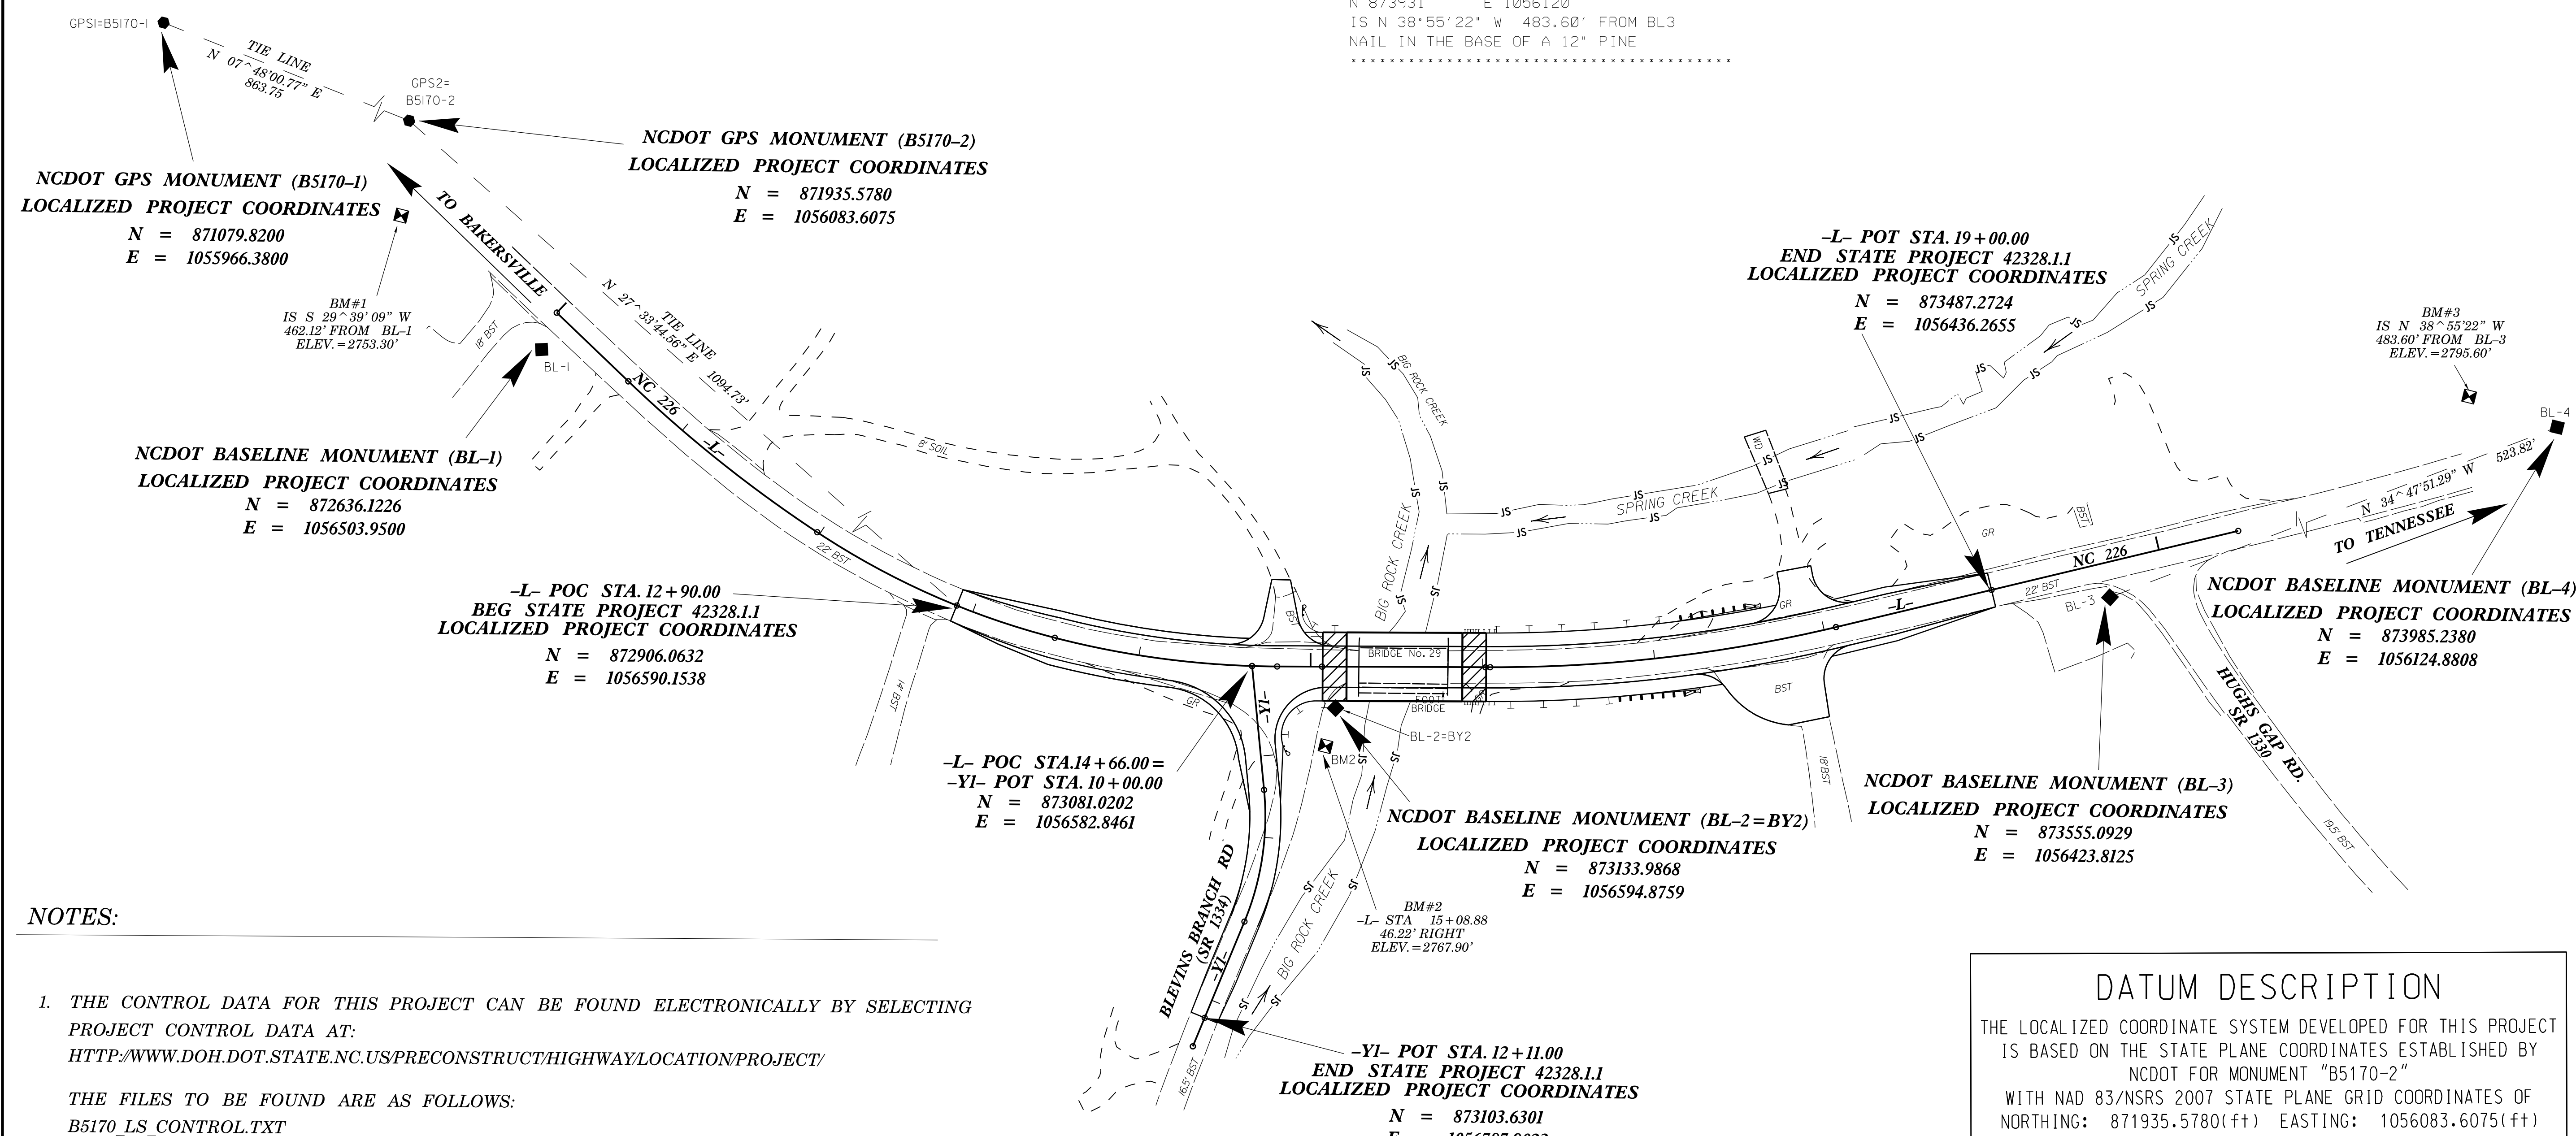 N 873931 E 1056120
IS N 38°55'22" W 483.60' FROM BL3
NAIL IN THE BASE OF A 12" PINE
* * * * * * * * * * * * * * * * * * * * * * * * * * * * * * * * * * * * * * * *
GPS1=B5170-1
TIE LINE
N 07^48'00.77" E
863.75
GPS2=
B5170-2
NCDOT GPS MONUMENT (B5170-1)
LOCALIZED PROJECT COORDINATES
N = 871079.8200
E = 1055966.3800
NCDOT GPS MONUMENT (B5170-2)
LOCALIZED PROJECT COORDINATES
N = 871935.5780
E = 1056083.6075
TO BAKERSVILLE
BM#1
IS S 29^39'09" W
462.12' FROM BL-1
ELEV.=2753.30'
18' BST
BL-1
TIE LINE
N 27^33'44.56" E 1094.73'
NC 226
-L-
NCDOT BASELINE MONUMENT (BL-1)
LOCALIZED PROJECT COORDINATES
N = 872636.1226
E = 1056503.9500
8' SOIL
22' BST
-L- POC STA. 12+90.00
BEG STATE PROJECT 42328.1.1
LOCALIZED PROJECT COORDINATES
N = 872906.0632
E = 1056590.1538
14' BST
GR
BST
-L- POC STA.14+66.00=
-Y1- POT STA. 10+00.00
N = 873081.0202
E = 1056582.8461
-Y1-
BRIDGE No. 29
FOOT
BRIDGE
BL-2=BY2
BM2
JS
BIG ROCK CREEK
JS
BIG ROCK CREEK
JS
SPRING CREEK
JS
SPRING CREEK
JS
WD
-L- POT STA. 19+00.00
END STATE PROJECT 42328.1.1
LOCALIZED PROJECT COORDINATES
N = 873487.2724
E = 1056436.2655
BM#3
IS N 38^55'22" W
483.60' FROM BL-3
ELEV.=2795.60'
BL-4
N 34^47'51.29" W 523.82'
TO TENNESSEE
BST
GR
NC 226
22' BST
BL-3
-L-
GR
BST
18' BST
NCDOT BASELINE MONUMENT (BL-4)
LOCALIZED PROJECT COORDINATES
N = 873985.2380
E = 1056124.8808
HUGHS GAP RD.
SR 1330
19.5' BST
NCDOT BASELINE MONUMENT (BL-3)
LOCALIZED PROJECT COORDINATES
N = 873555.0929
E = 1056423.8125
NCDOT BASELINE MONUMENT (BL-2=BY2)
LOCALIZED PROJECT COORDINATES
N = 873133.9868
E = 1056594.8759
BM#2
-L- STA 15+08.88
46.22' RIGHT
ELEV.=2767.90'
BLEVINS BRANCH RD
(SR 1334)
-Y1-
JS
BIG ROCK CREEK
JS
16.5' BST
-Y1- POT STA. 12+11.00
END STATE PROJECT 42328.1.1
LOCALIZED PROJECT COORDINATES
N = 873103.6301
NOTES:
1. THE CONTROL DATA FOR THIS PROJECT CAN BE FOUND ELECTRONICALLY BY SELECTING
PROJECT CONTROL DATA AT:
HTTP://WWW.DOH.DOT.STATE.NC.US/PRECONSTRUCT/HIGHWAY/LOCATION/PROJECT/
THE FILES TO BE FOUND ARE AS FOLLOWS:
B5170_LS_CONTROL.TXT
DATUM DESCRIPTION
THE LOCALIZED COORDINATE SYSTEM DEVELOPED FOR THIS PROJECT
IS BASED ON THE STATE PLANE COORDINATES ESTABLISHED BY
NCDOT FOR MONUMENT "B5170-2"
WITH NAD 83/NSRS 2007 STATE PLANE GRID COORDINATES OF
NORTHING: 871935.5780(ft) EASTING: 1056083.6075(ft)